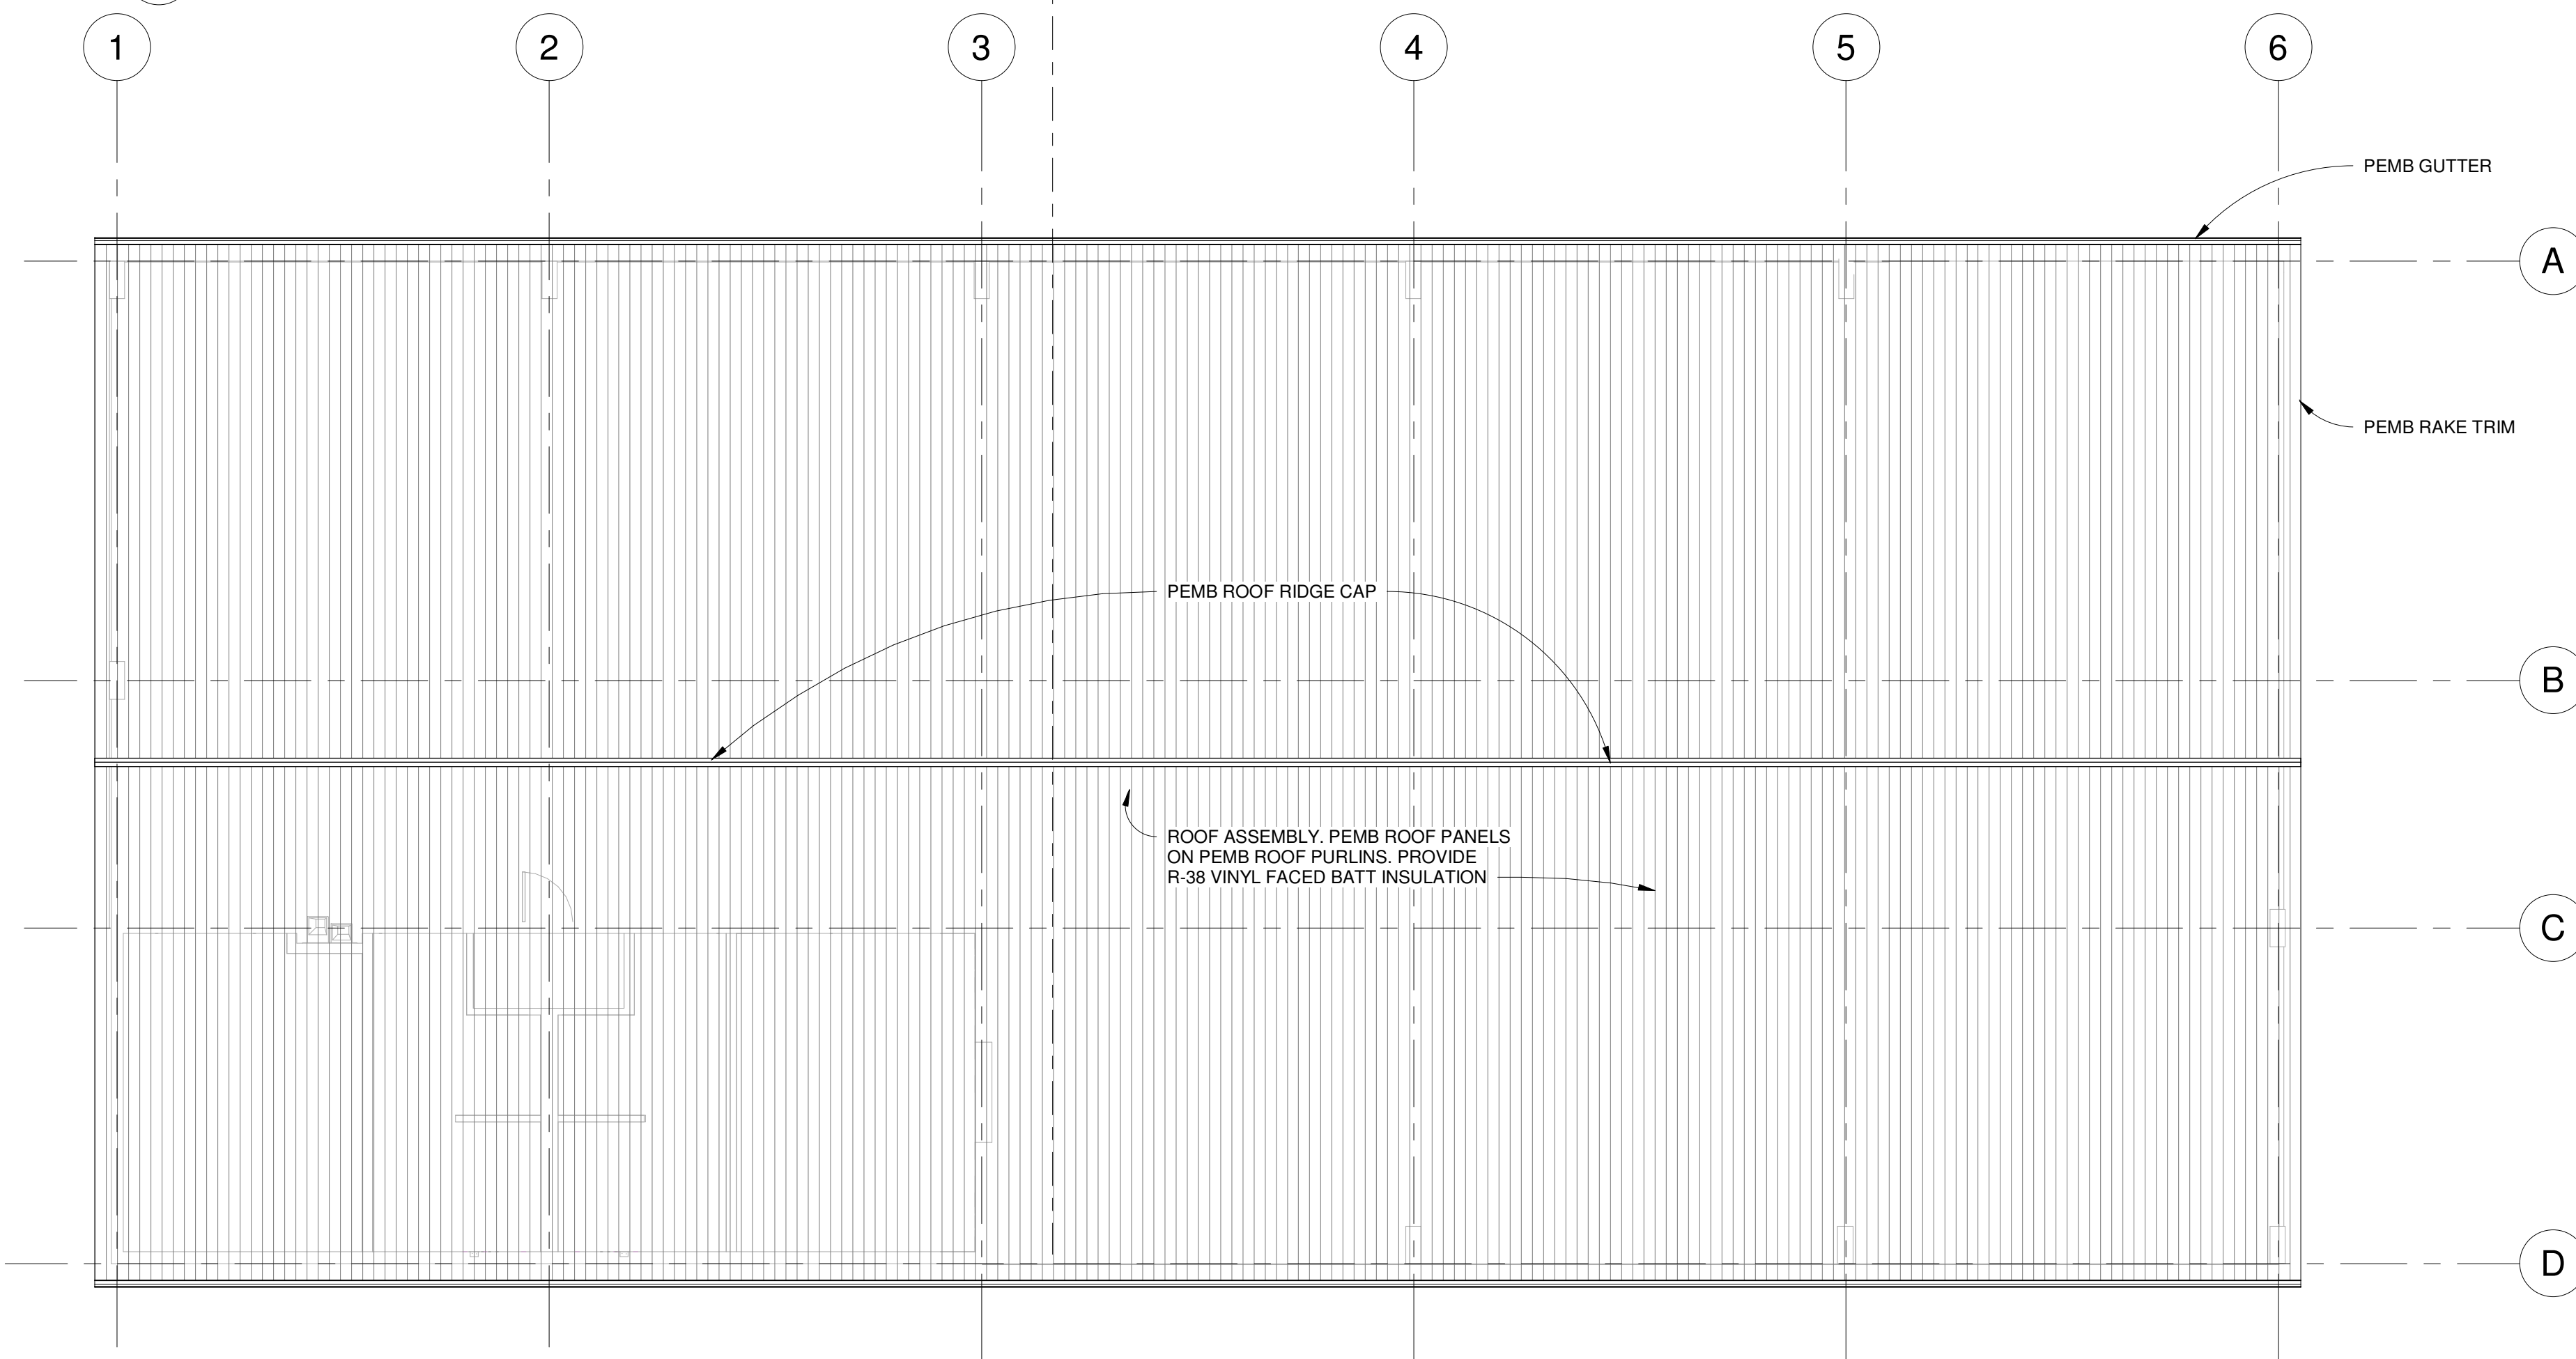 1
2
3
4
5
6
PEMB GUTTER
A
PEMB RAKE TRIM
PEMB ROOF RIDGE CAP
B
ROOF ASSEMBLY. PEMB ROOF PANELS
ON PEMB ROOF PURLINS. PROVIDE
R-38 VINYL FACED BATT INSULATION
C
D